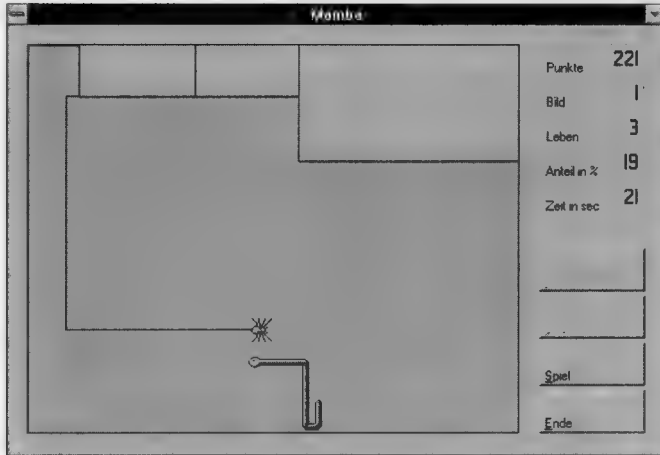 Mamba
Punkte 221
Bild 1
Leben 3
Anteil in % 19
Zeit in sec 21
Spiel
Ende